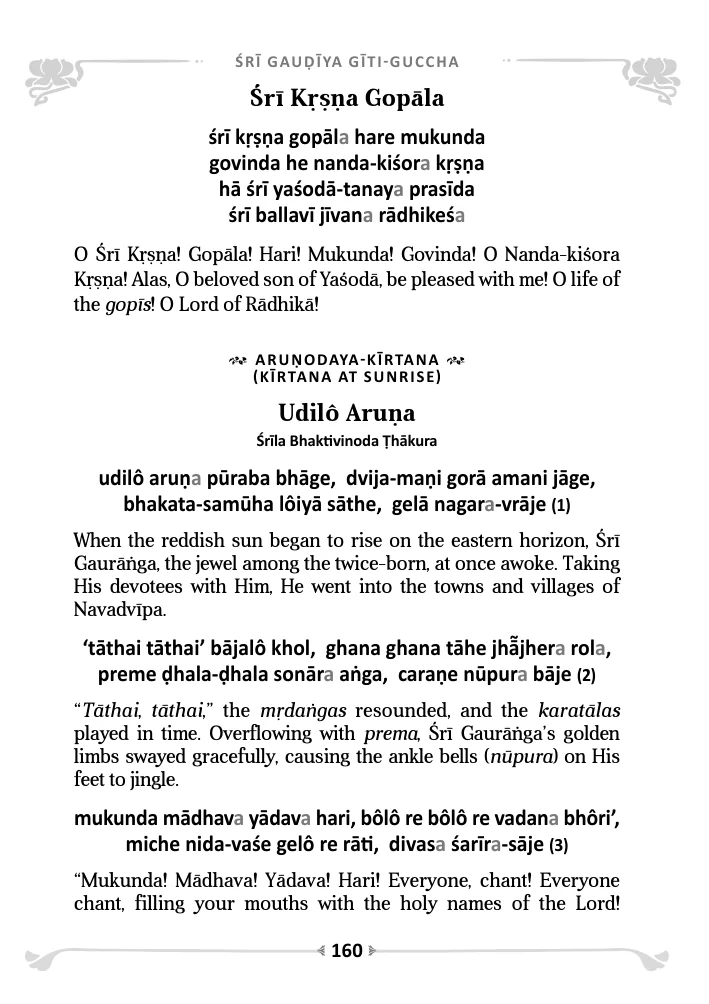 ŚRĪ GAUḌĪYA GĪTI-GUCCHA
Śrī Kṛṣṇa Gopāla
śrī kṛṣṇa gopāla hare mukunda
govinda he nanda-kiśora kṛṣṇa
hā śrī yaśodā-tanaya prasīda
śrī ballavī jīvana rādhikeśa
O Śrī Kṛṣṇa! Gopāla! Hari! Mukunda! Govinda! O Nanda-kiśora
Kṛṣṇa! Alas, O beloved son of Yaśodā, be pleased with me! O life of
the gopīs! O Lord of Rādhikā!
ARUṆODAYA-KĪRTANA
(KĪRTANA AT SUNRISE)
Udilô Aruṇa
Śrīla Bhaktivinoda Ṭhākura
udilô aruṇa pūraba bhāge, dvija-maṇi gorā amani jāge,
bhakata-samūha lôiyā sāthe, gelā nagara-vrāje (1)
When the reddish sun began to rise on the eastern horizon, Śrī
Gaurāṅga, the jewel among the twice-born, at once awoke. Taking
His devotees with Him, He went into the towns and villages of
Navadvīpa.
‘tāthai tāthai’ bājalô khol, ghana ghana tāhe jhā̐jhera rola,
preme ḍhala-ḍhala sonāra aṅga, caraṇe nūpura bāje (2)
“Tāthai, tāthai,” the mṛdaṅgas resounded, and the karatālas
played in time. Overflowing with prema, Śrī Gaurāṅga’s golden
limbs swayed gracefully, causing the ankle bells (nūpura) on His
feet to jingle.
mukunda mādhava yādava hari, bôlô re bôlô re vadana bhôri’,
miche nida-vaśe gelô re rāti, divasa śarīra-sāje (3)
“Mukunda! Mādhava! Yādava! Hari! Everyone, chant! Everyone
chant, filling your mouths with the holy names of the Lord!
160